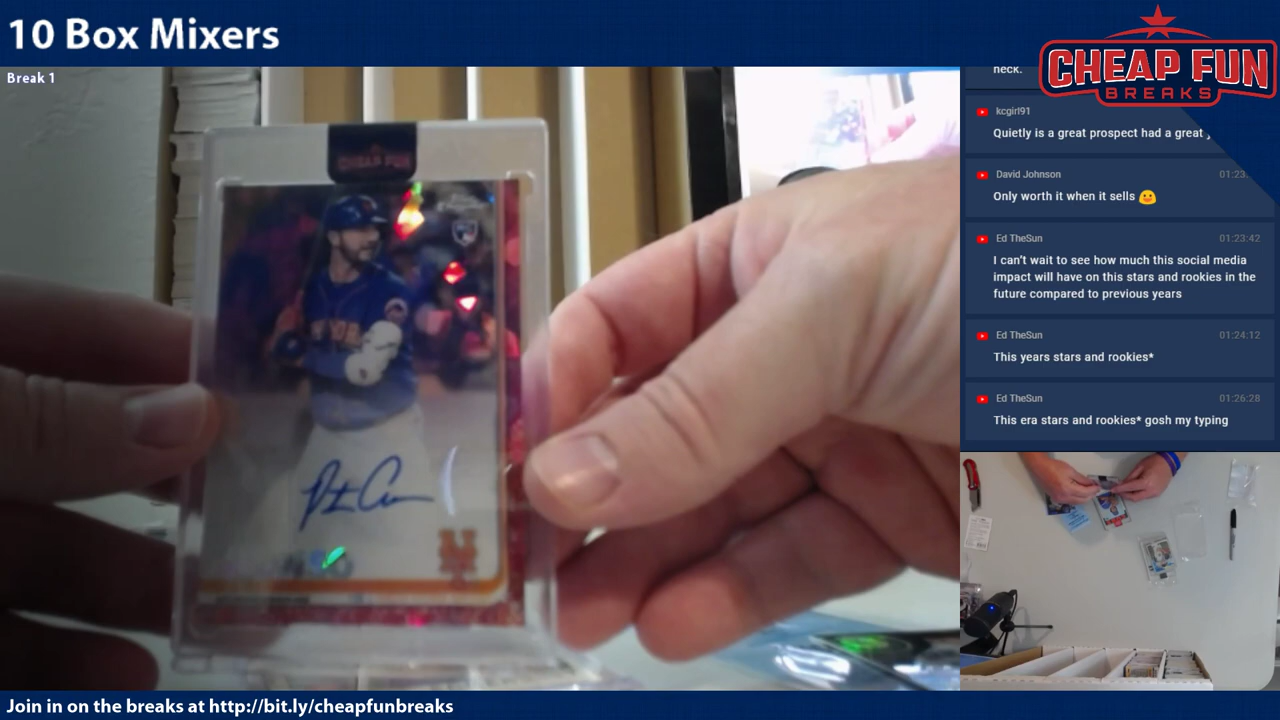 10 Box Mixers
CHEAP FUN
BREAKS
Break 1
neck.
kcgirl91
Quietly is a great prospect had a great
David Johnson
01:23
Only worth it when it sells
Ed TheSun
01:23:42
I can't wait to see how much this social media
impact will have on this stars and rookies in the
future compared to previous years
Ed TheSun
01:24:12
This years stars and rookies*
Ed TheSun
01:26:28
This era stars and rookies* gosh my typing
CHEAP FUN
Join in on the breaks at http://bit.ly/cheapfunbreaks